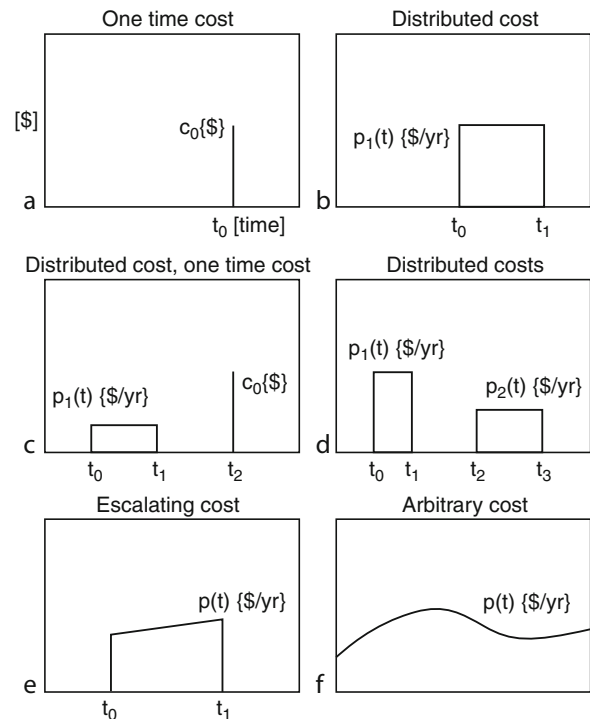 One time cost
[$]
c0{$}
a
t0 [time]
Distributed cost
p1(t) {$/yr}
b
t0 t1
Distributed cost, one time cost
p1(t) {$/yr}
c0{$}
c
t0 t1 t2
Distributed costs
p1(t) {$/yr}
p2(t) {$/yr}
d
t0 t1 t2 t3
Escalating cost
p(t) {$/yr}
e
t0 t1
Arbitrary cost
p(t) {$/yr}
f